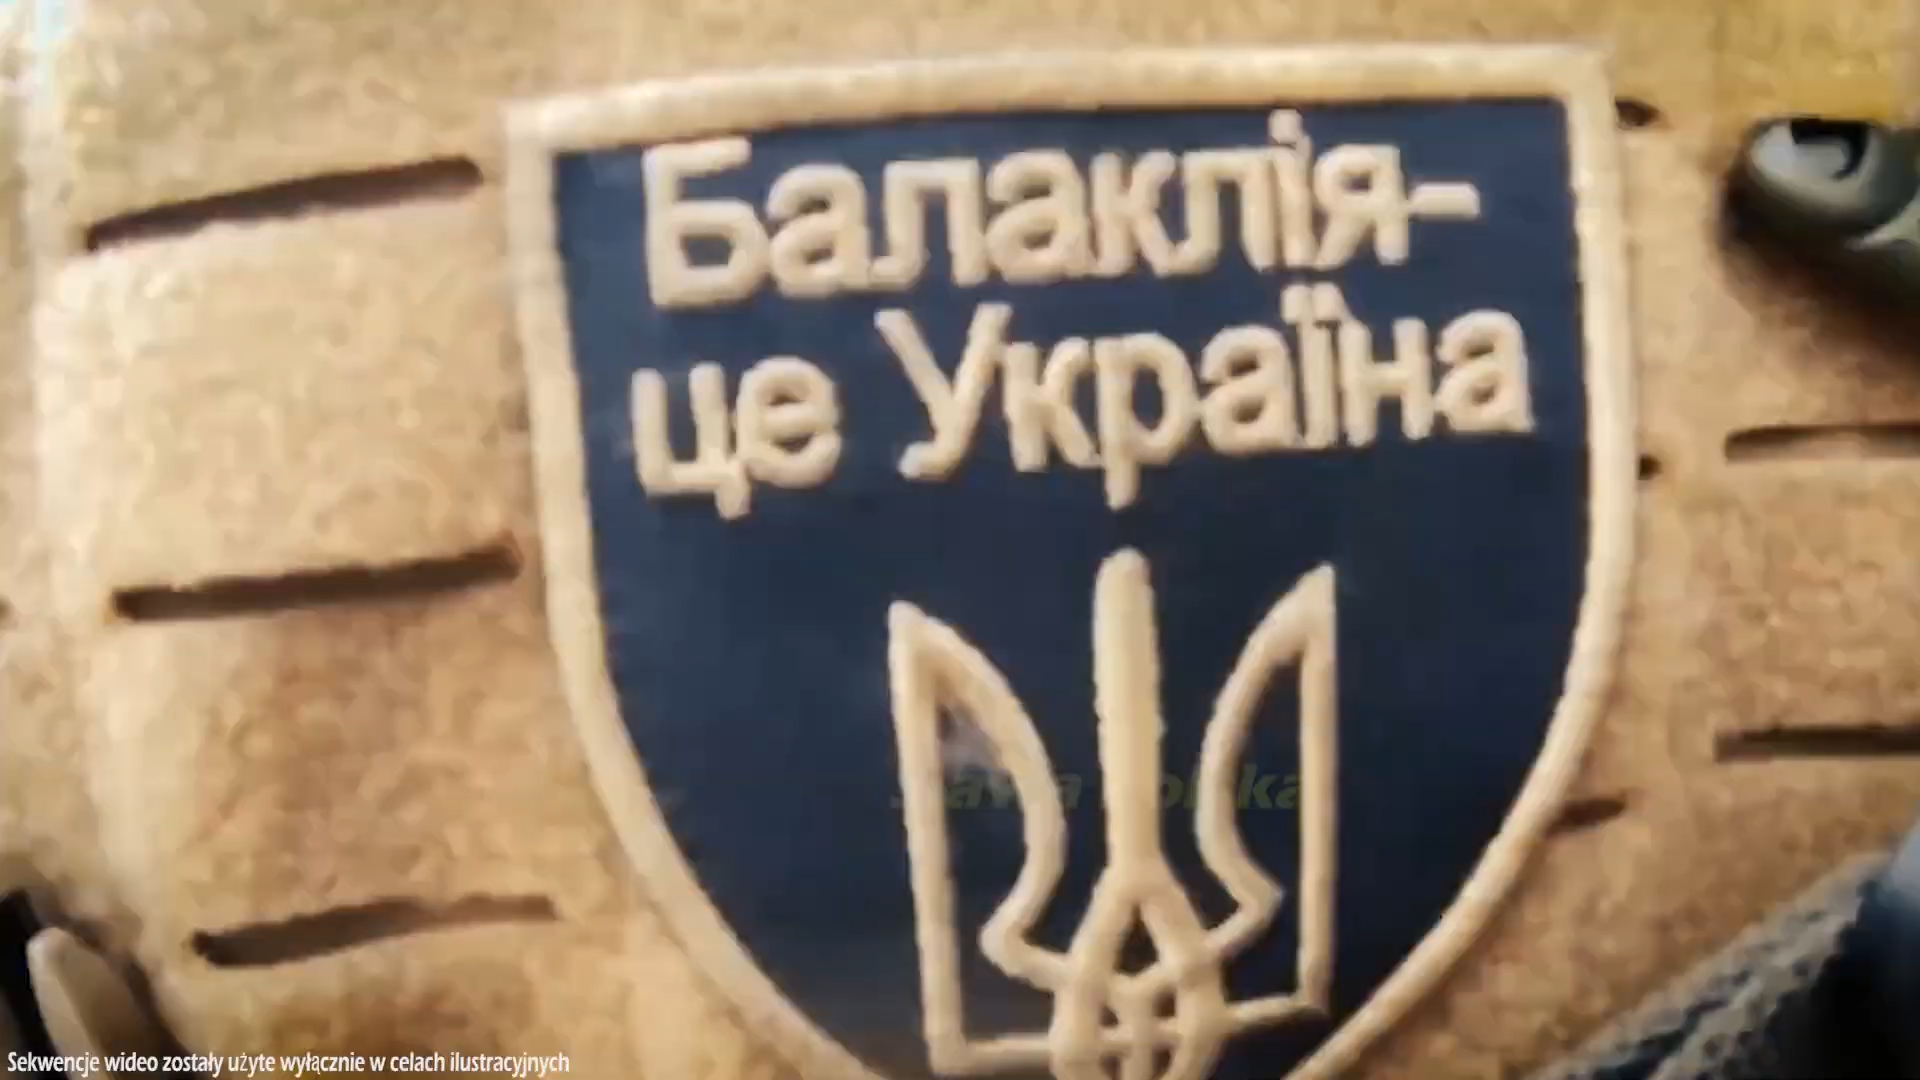 Балаклія-
це Україна
Sekwencje wideo zostały użyte wyłącznie w celach ilustracyjnych